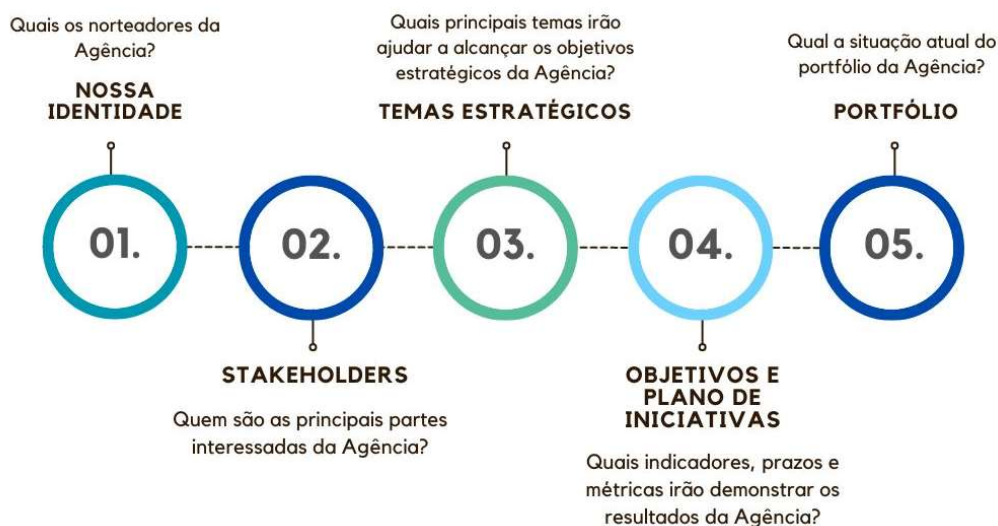 Quais os norteadores da
Agência?
NOSSA
IDENTIDADE
01.
02.
STAKEHOLDERS
Quem são as principais partes
interessadas da Agência?
Quais principais temas irão
ajudar a alcançar os objetivos
estratégicos da Agência?
TEMAS ESTRATÉGICOS
03.
04.
OBJETIVOS E
PLANO DE
INICIATIVAS
Quais indicadores, prazos e
métricas irão demonstrar os
resultados da Agência?
Qual a situação atual do
portfólio da Agência?
PORTFÓLIO
05.